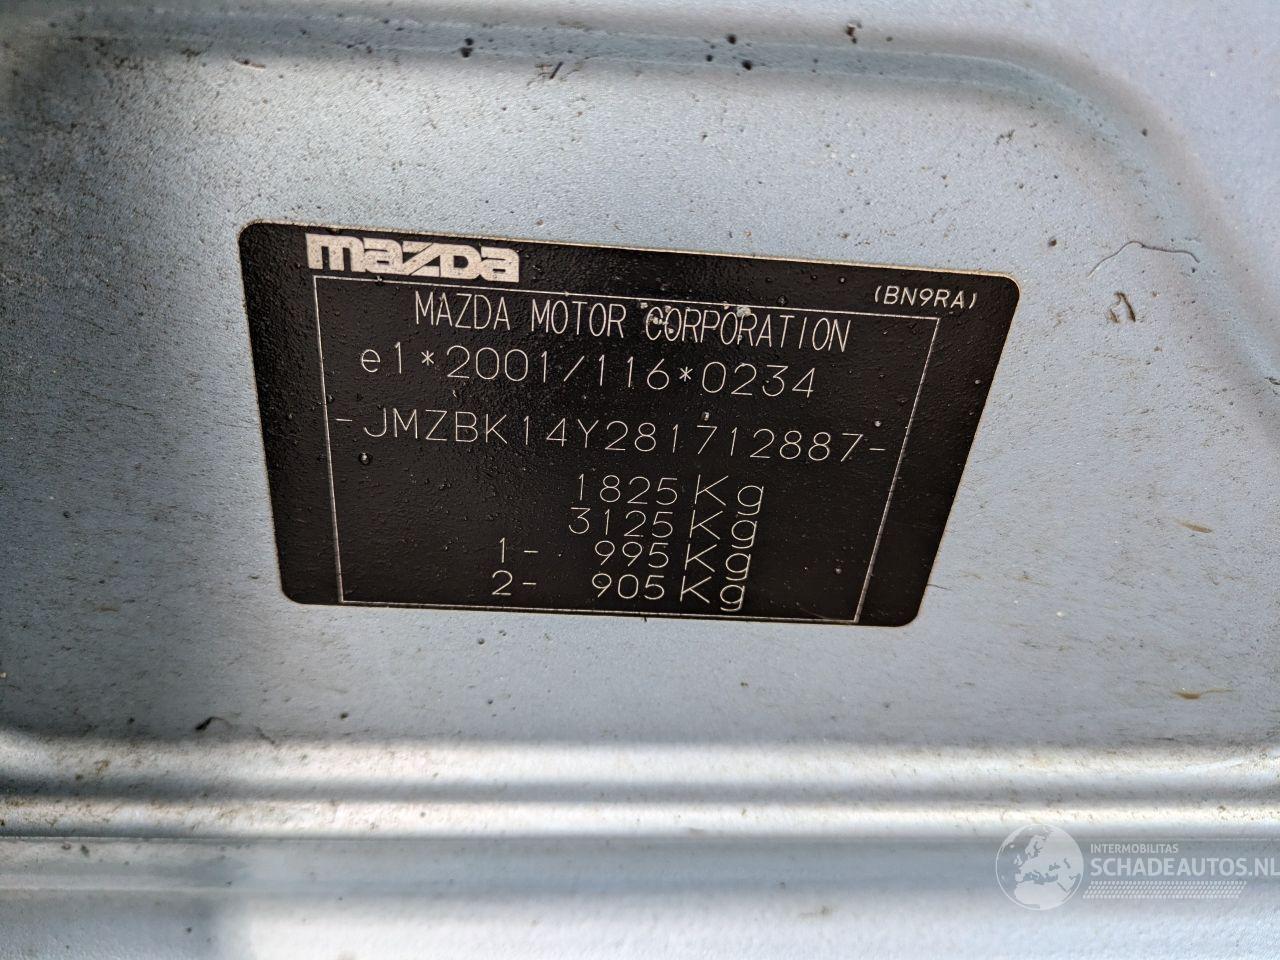 mazda
(BN9RA)
MAZDA MOTOR CORPORATION
e1*2001/116*0234
-JMZBK14Y281712887-
1825Kg
3125Kg
1- 995Kg
2- 905Kg
INTERMOBILITAS
SCHADEAUTOS.NL